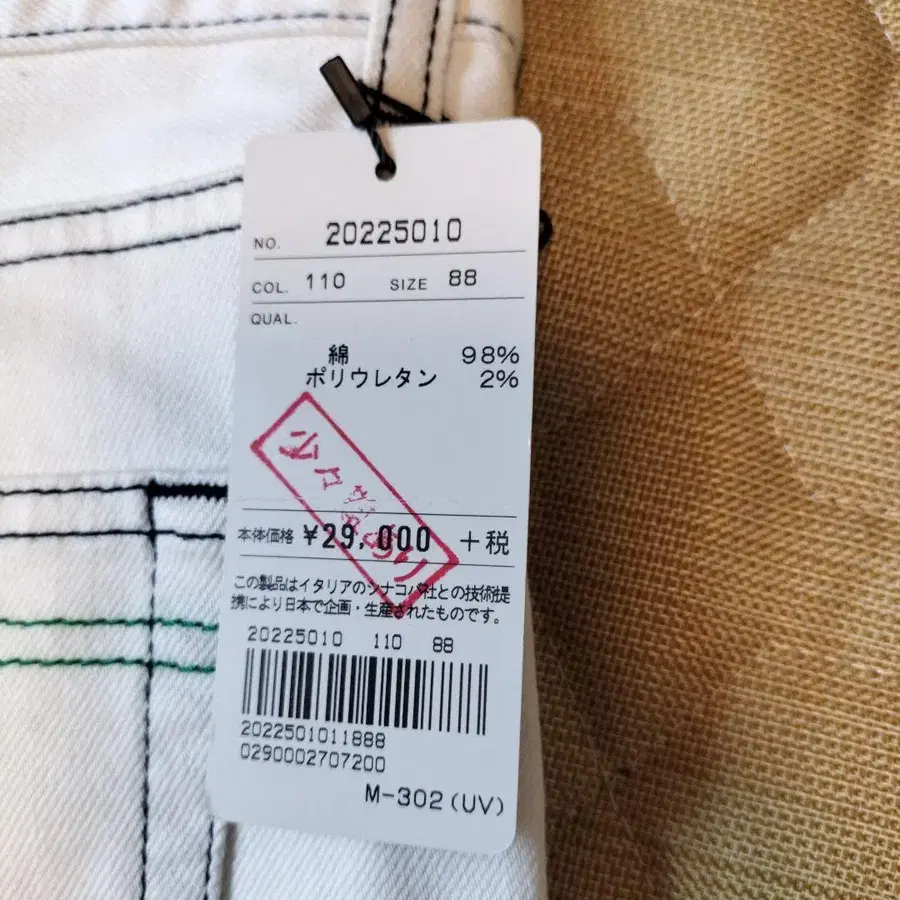 NO. 20225010
COL. 110 SIZE 88
QUAL.
綿 98%
ポリウレタン 2%
本体価格 ¥29,000 +税
この製品はイタリアのシナコバ社との技術提
携により日本で企画・生産されたものです。
20225010 110 88
2022501011888
0290002707200
M-302(UV)